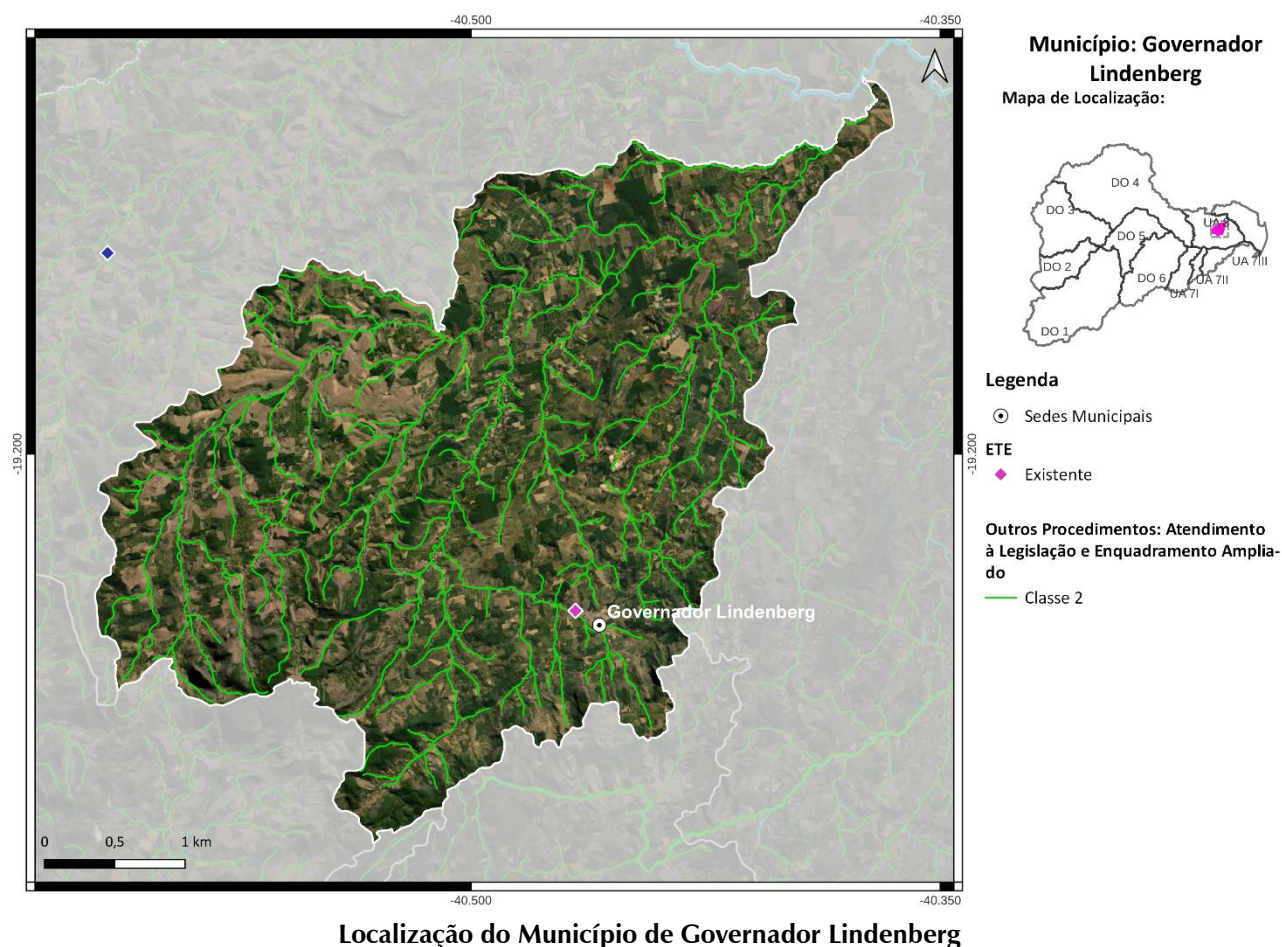 -40.500
-40.350
Município: Governador
Lindenberg
Mapa de Localização:
DO 4
DO 3
DO 5
DO 2
DO 6
UA 7III
UA 7II
UA 7I
DO 1
Legenda
Sedes Municipais
ETE
Existente
Outros Procedimentos: Atendimento
à Legislação e Enquadramento Amplia-
do
Classe 2
-19.200
-19.200
Governador Lindenberg
0 0,5 1 km
-40.500
-40.350
Localização do Município de Governador Lindenberg